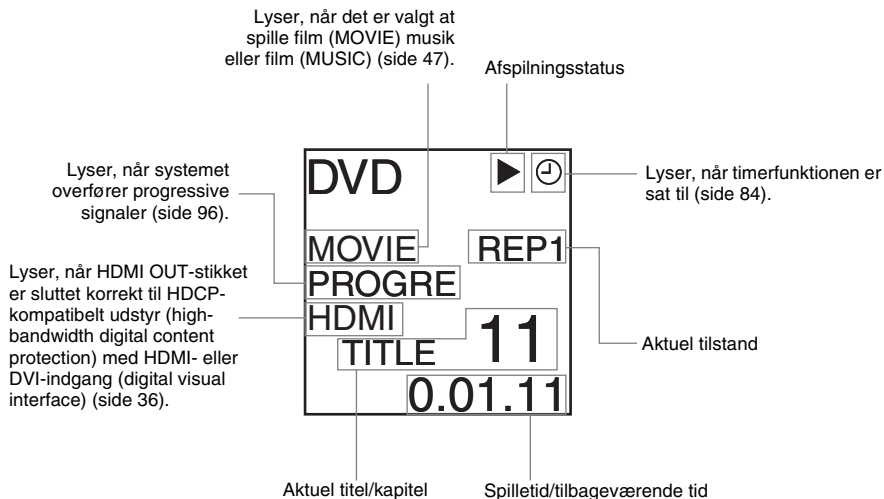 Lyser, når det er valgt at
spille film (MOVIE) musik
eller film (MUSIC) (side 47).
Afspilningsstatus
Lyser, når systemet
overfører progressive
signaler (side 96).
DVD
Lyser, når timerfunktionen er
sat til (side 84).
MOVIE
REP1
PROGRE
Lyser, når HDMI OUT-stikket
er sluttet korrekt til HDCP-
kompatibelt udstyr (high-
bandwidth digital content
protection) med HDMI- eller
DVI-indgang (digital visual
interface) (side 36).
HDMI
TITLE 11
Aktuel tilstand
0.01.11
Aktuel titel/kapitel
Spilletid/tilbageværende tid